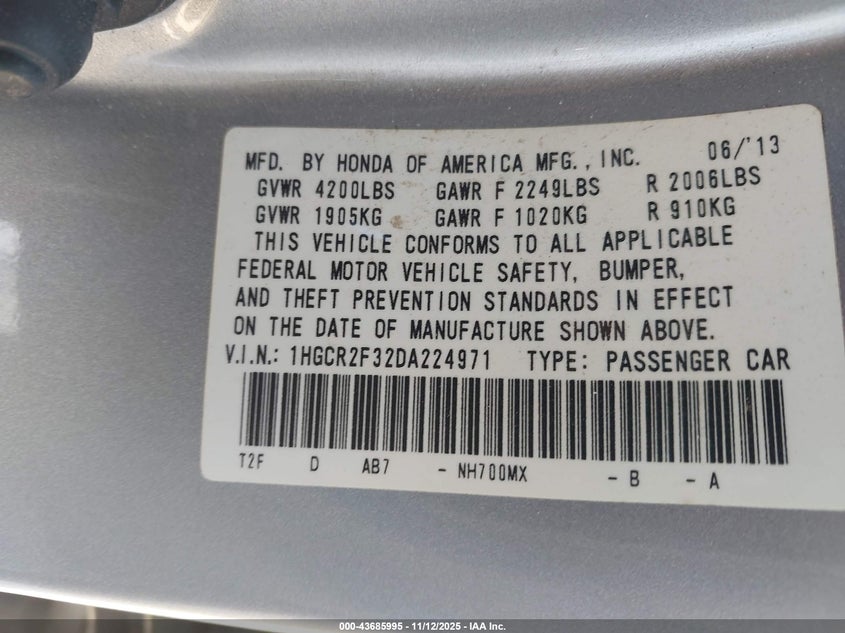 MFD. BY HONDA OF AMERICA MFG., INC. 06/'13
GVWR 4200LBS GAWR F 2249LBS R 2006LBS
GVWR 1905KG GAWR F 1020KG R 910KG
THIS VEHICLE CONFORMS TO ALL APPLICABLE
FEDERAL MOTOR VEHICLE SAFETY, BUMPER,
AND THEFT PREVENTION STANDARDS IN EFFECT
ON THE DATE OF MANUFACTURE SHOWN ABOVE.
V.I.N.: 1HGCR2F32DA224971 TYPE: PASSENGER CAR
T2F D AB7 - NH700MX - B - A
000-43685995 - 11/12/2025 - IAA Inc.